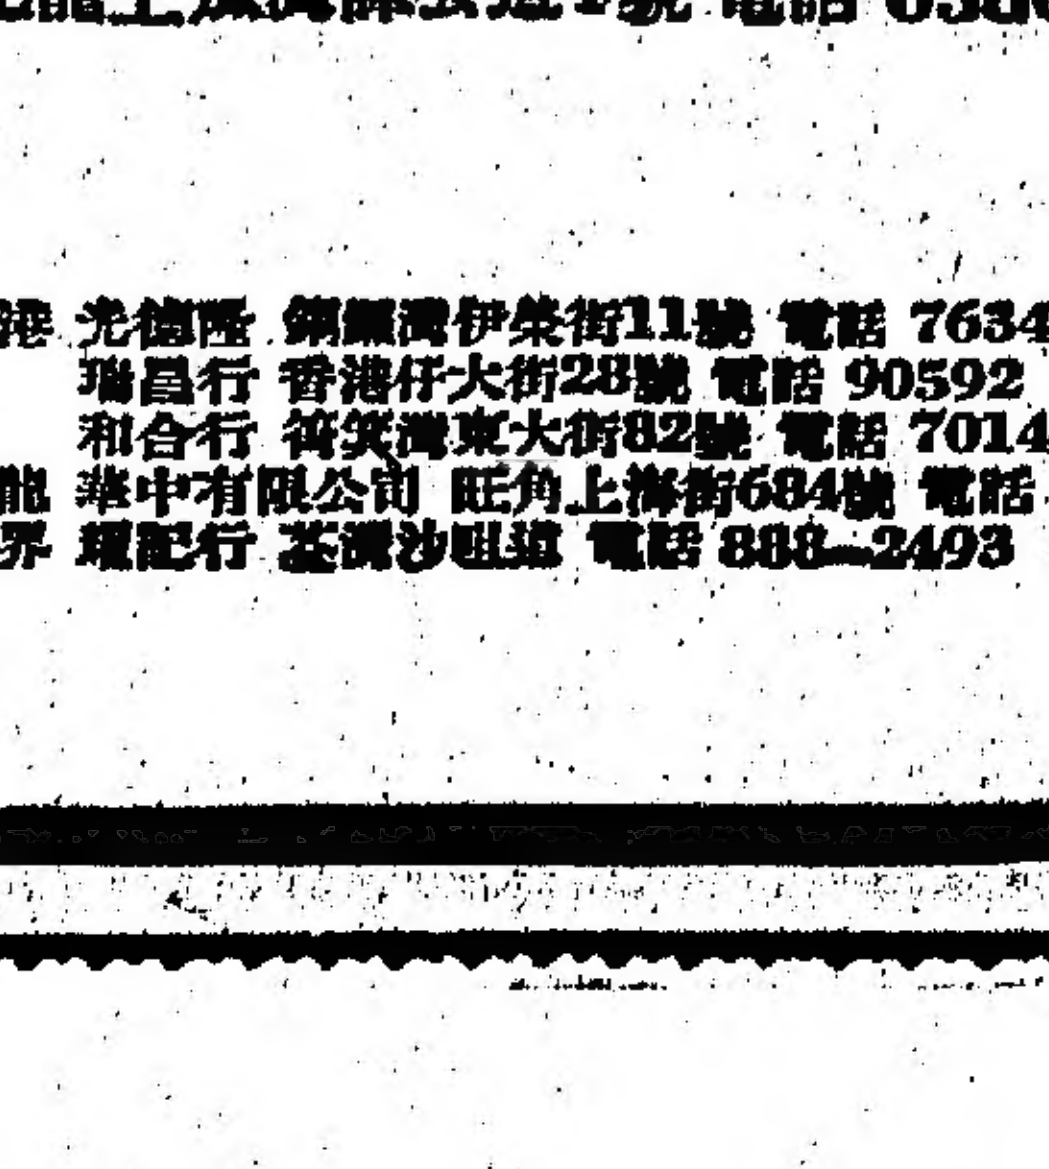 號 電話
港 光德隆 銅鑼灣伊榮街11號 電話 7634
瑞昌行 香港仔大街28號 電話 90592
和合行 筲箕灣東大街82號 電話 7014
龍 華中有限公司 旺角上海街684號 電話
界 耀記行 荃灣沙咀道 電話 888—2493